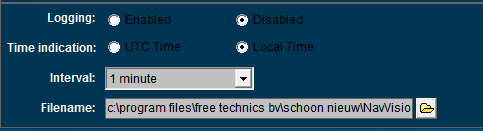 Logging: Enabled Disabled
Time indication: UTC Time Local Time
Interval: 1 minute
Filename: c:\program files\free technics bv\schoon nieuw\NavVisio